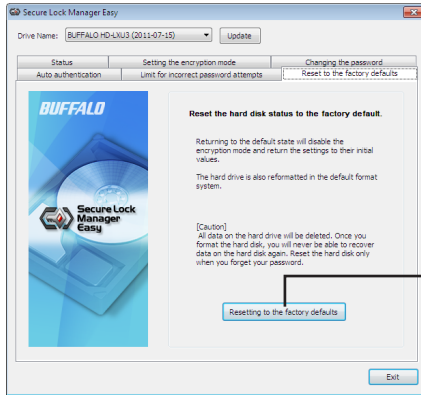 Secure Lock Manager Easy
Drive Name: BUFFALO HD-LXU3 (2011-07-15) Update
Status Setting the encryption mode Changing the password
Auto authentication Limit for incorrect password attempts Reset to the factory defaults
BUFFALO
Secure Lock
Manager
Easy
Reset the hard disk status to the factory default.
Returning to the default state will disable the
encryption mode and return the settings to their initial
values.
The hard drive is also reformatted in the default format
system.
[Caution]
All data on the hard drive will be deleted. Once you
format the hard disk, you will never be able to recover
data on the hard disk again. Reset the hard disk only
when you forget your password.
Resetting to the factory defaults
Exit